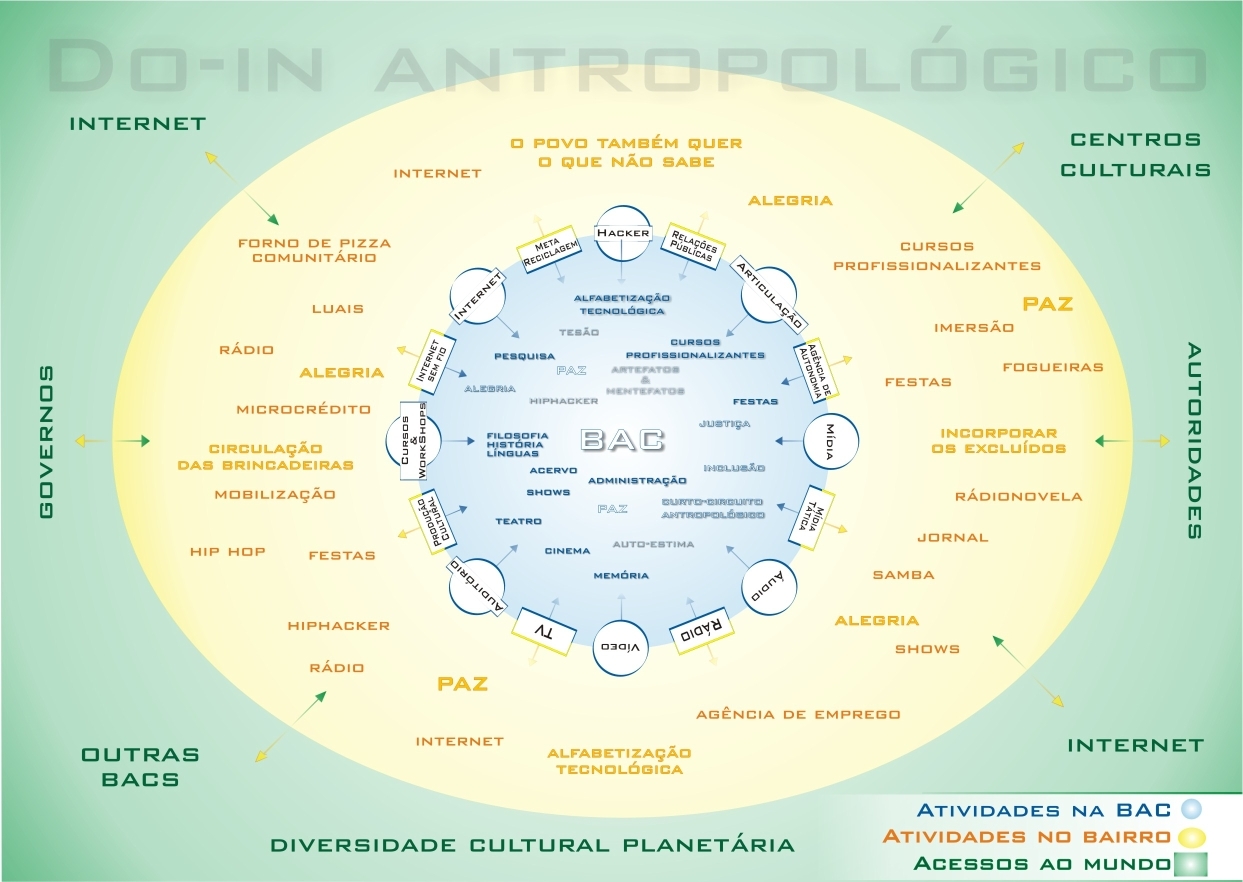 DO-IN ANTROPOLÓGICO
INTERNET
CENTROS
CULTURAIS
O POVO TAMBÉM QUER
O QUE NÃO SABE
INTERNET
ALEGRIA
FORNO DE PIZZA
COMUNITÁRIO
CURSOS
PROFISSIONALIZANTES
LUAIS
PAZ
IMERSÃO
RÁDIO
ALEGRIA
FOGUEIRAS
FESTAS
MICROCRÉDITO
CIRCULAÇÃO
DAS BRINCADEIRAS
INCORPORAR
OS EXCLUÍDOS
MOBILIZAÇÃO
RÁDIONOVELA
HIP HOP
FESTAS
JORNAL
SAMBA
HIPHACKER
ALEGRIA
RÁDIO
SHOWS
PAZ
AGÊNCIA DE EMPREGO
INTERNET
ALFABETIZAÇÃO
TECNOLÓGICA
GOVERNOS
AUTORIDADES
OUTRAS
BACS
INTERNET
DIVERSIDADE CULTURAL PLANETÁRIA
HACKER
RELAÇÕES
PÚBLICAS
ARTICULAÇÃO
AGÊNCIA DE
AUTONOMIA
MÍDIA
MÍDIA
TÁTICA
ÁUDIO
RÁDIO
VÍDEO
TV
AUDITÓRIO
PRODUÇÃO
CULTURAL
CURSOS
&
WORKSHOPS
INTERNET
SEM FIO
INTERNET
META
RECICLAGEM
ALFABETIZAÇÃO
TECNOLÓGICA
TESÃO
CURSOS
PROFISSIONALIZANTES
PESQUISA
PAZ
ARTEFATOS
&
MENTEFATOS
ALEGRIA
HIPHACKER
FESTAS
JUSTIÇA
BAC
FILOSOFIA
HISTÓRIA
LÍNGUAS
ACERVO
INCLUSÃO
ADMINISTRAÇÃO
SHOWS
PAZ
CURTO-CIRCUITO
ANTROPOLÓGICO
TEATRO
AUTO-ESTIMA
CINEMA
MEMÓRIA
ATIVIDADES NA BAC
ATIVIDADES NO BAIRRO
ACESSOS AO MUNDO